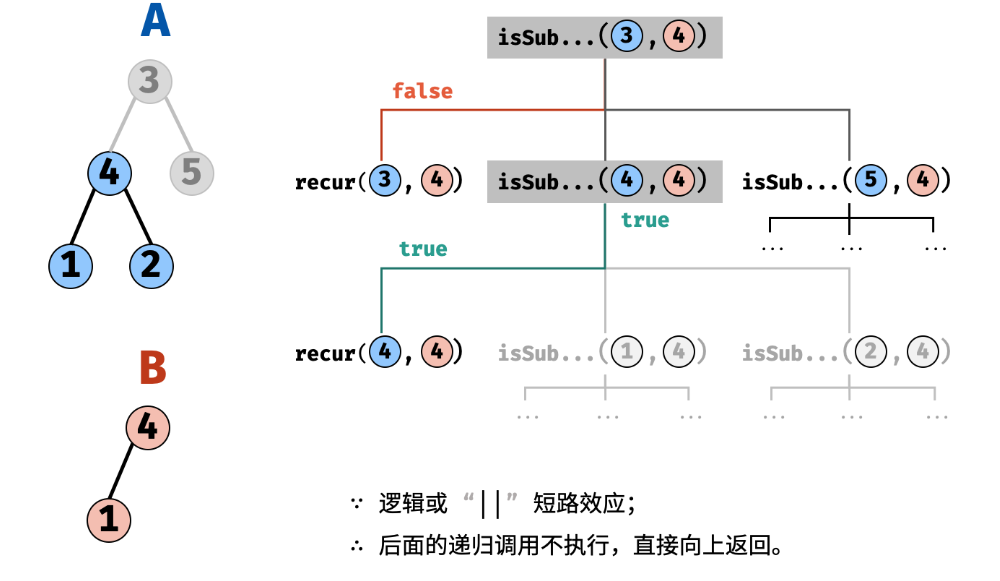 A
3
4
5
1
2
B
4
1
isSub...(3,4)
false
recur(3,4)
isSub...(4,4)
isSub...(5,4)
true
... ... ...
true
recur(4,4)
isSub...(1,4)
isSub...(2,4)
... ... ... ... ... ...
∵ 逻辑或 “||” 短路效应；
∴ 后面的递归调用不执行，直接向上返回。